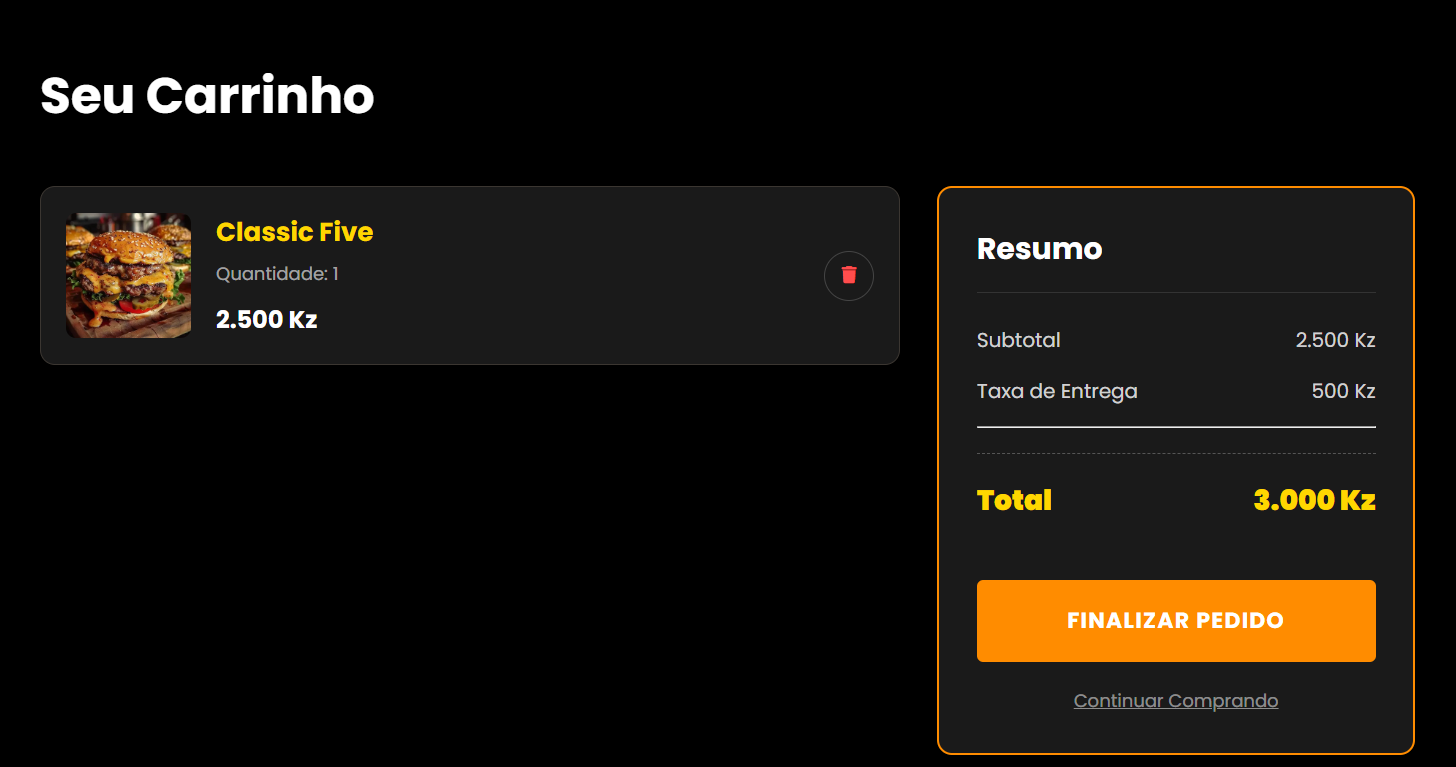 Seu Carrinho
Classic Five
Quantidade: 1
2.500 Kz
Resumo
Subtotal 2.500 Kz
Taxa de Entrega 500 Kz
Total 3.000 Kz
FINALIZAR PEDIDO
Continuar Comprando